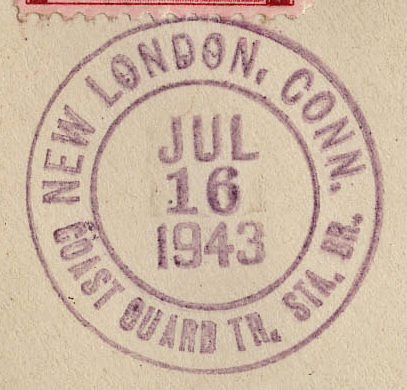 NEW LONDON, CONN.
JUL
16
1943
COAST GUARD TR. STA. BR.,